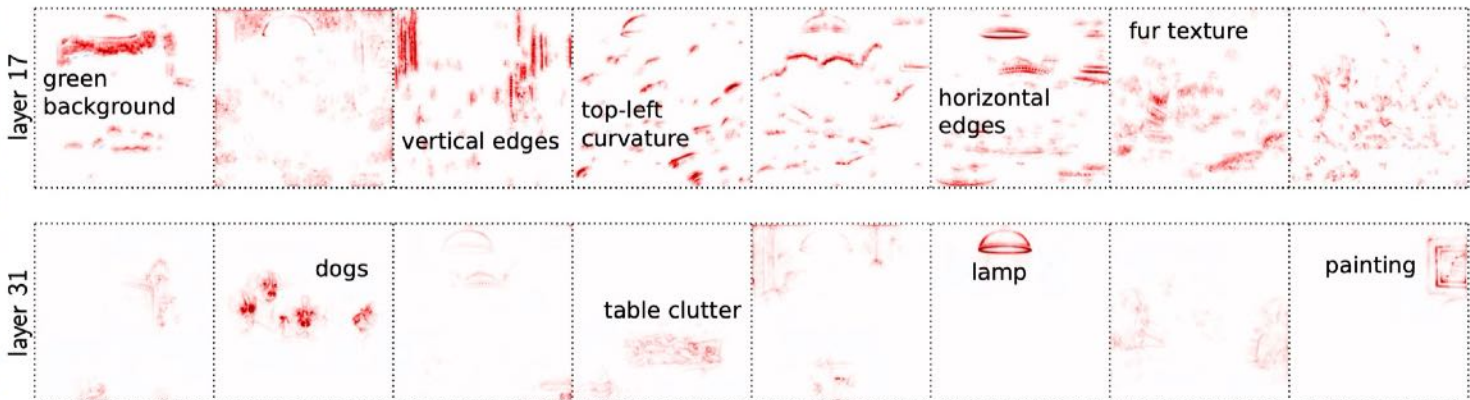 layer 17
green
background
vertical edges
top-left
curvature
horizontal
edges
fur texture
layer 31
dogs
table clutter
lamp
painting